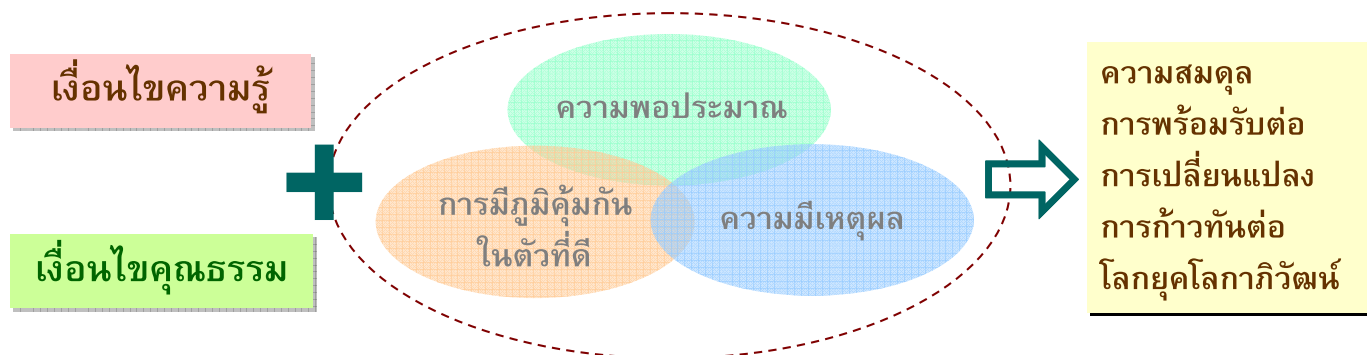 เงื่อนไขความรู้
เงื่อนไขคุณธรรม
ความพอประมาณ
การมีภูมิคุ้มกัน
ในตัวที่ดี
ความมีเหตุผล
ความสมดุล
การพร้อมรับต่อ
การเปลี่ยนแปลง
การก้าวทันต่อ
โลกยุคโลกาภิวัฒน์